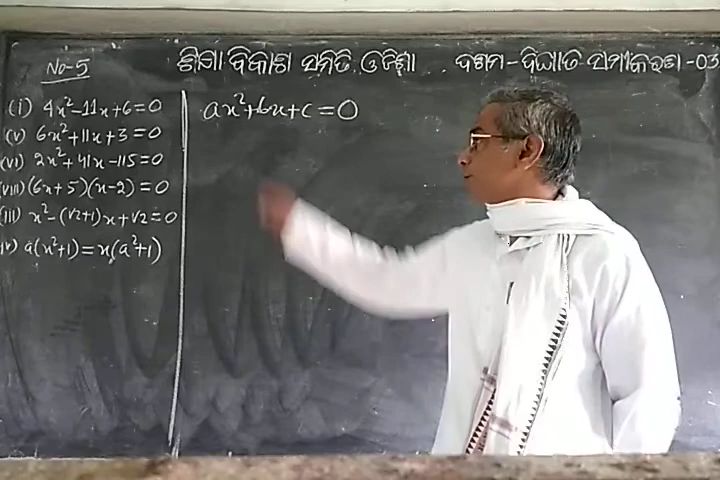 ଶିକ୍ଷା ବିକାଶ ସମିତି ଓଡ଼ିଶା ଦଶମ - ଦ୍ବିଘାତ ସମୀକରଣ - 03
No-5
(i) 4x²-11x+6=0
(v) 6x²+11x+3=0
(vi) 2x²+41x-115=0
(viii) (6x+5)(x-2)=0
(iii) x²-(√2+1)x+√2=0
(iv) a(x²+1)=x(a²+1)
ax²+bx+c=0